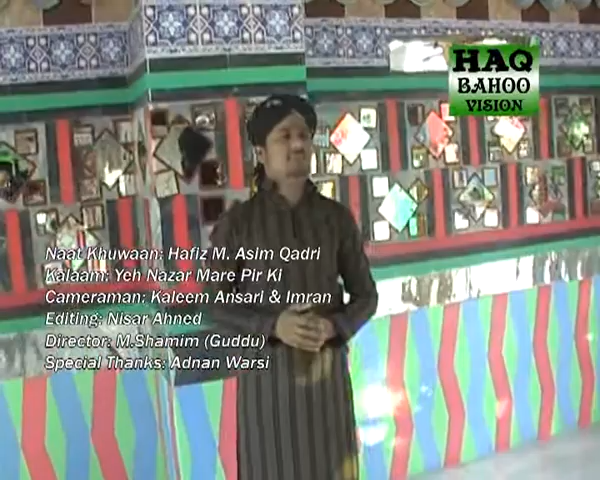 HAQ
BAHOO
VISION
Naat Khuwaan: Hafiz M. Asim Qadri
Kalaam: Yeh Nazar Mare Pir Ki
Cameraman: Kaleem Ansari & Imran
Editing: Nisar Ahned
Director: M.Shamim (Guddu)
Special Thanks: Adnan Warsi